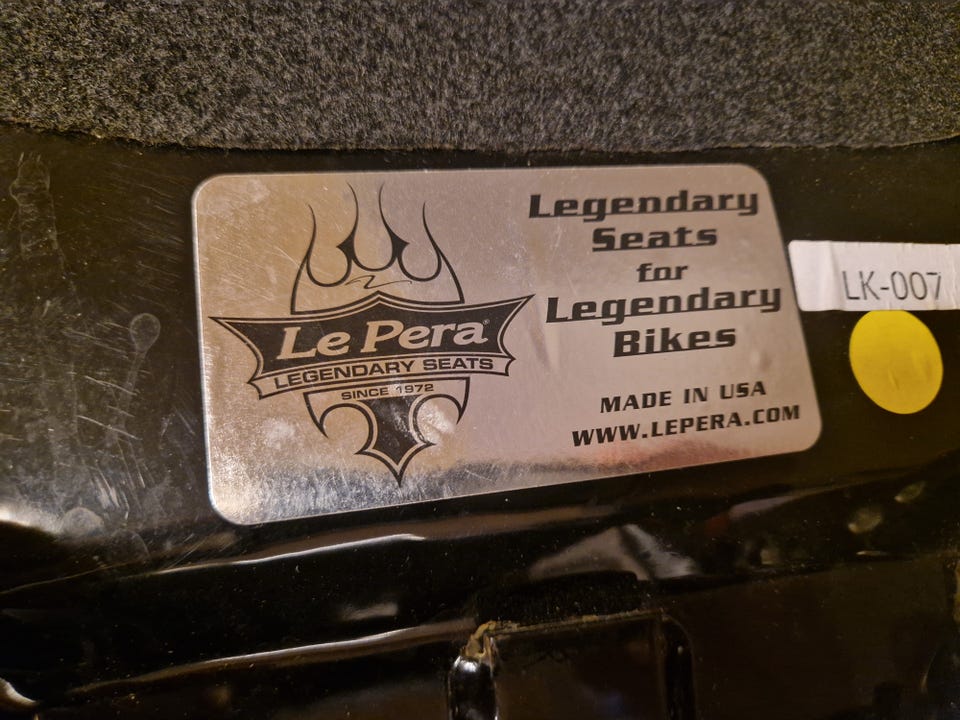 Le Pera®
LEGENDARY SEATS
SINCE 1972
Legendary
Seats
for
Legendary
Bikes
MADE IN USA
WWW.LEPERA.COM
LK-007